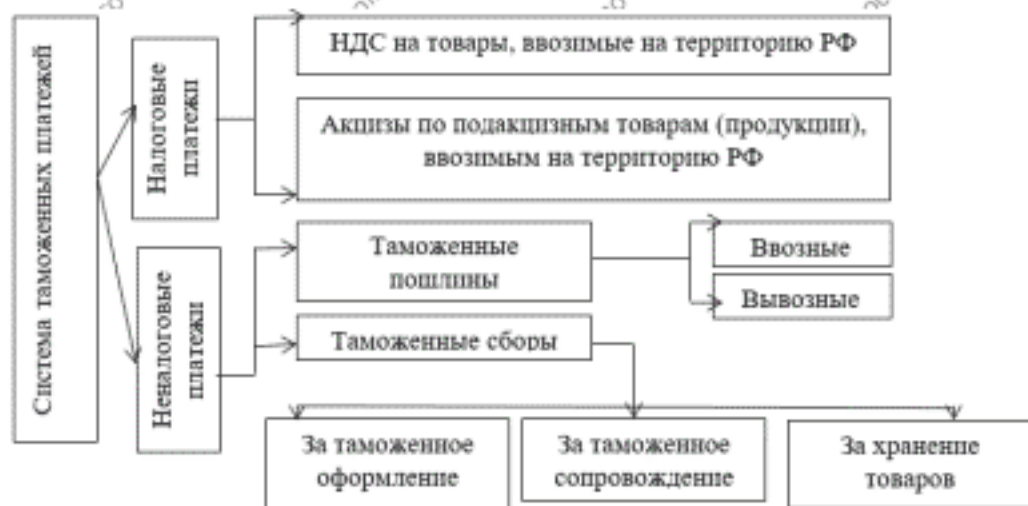 Система таможенных платежей
Налоговые
платежи
НДС на товары, ввозимые на территорию РФ
Акцизы по подакцизным товарам (продукции),
ввозимым на территорию РФ
Неналоговые
платежи
Таможенные
пошлины
Ввозные
Вывозные
Таможенные сборы
За таможенное
оформление
За таможенное
сопровождение
За хранение
товаров